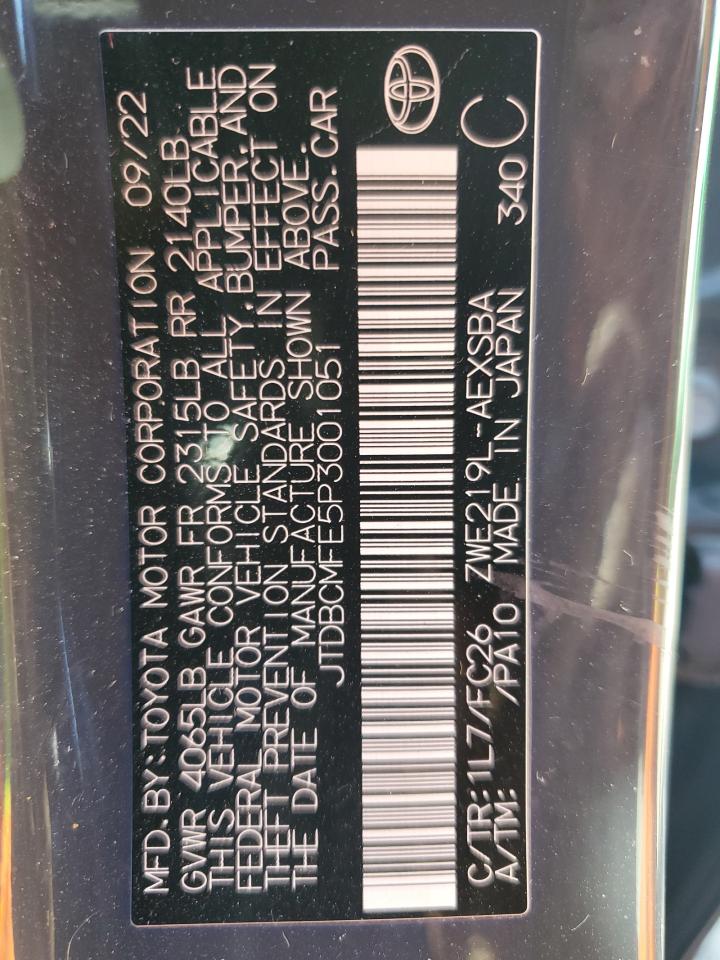 MFD. BY: TOYOTA MOTOR CORPORATION 09/22
GVWR 4065LB GAWR FR 2315LB RR 2140LB
THIS VEHICLE CONFORMS TO ALL APPLICABLE
FEDERAL MOTOR VEHICLE SAFETY, BUMPER, AND
THEFT PREVENTION STANDARDS IN EFFECT ON
THE DATE OF MANUFACTURE SHOWN ABOVE.
JTDBCMFE5P3001051 PASS. CAR
C/TR: 1L7/FC26 ZWE219L-AEXSBA C
A/TM: /PA10 MADE IN JAPAN 340